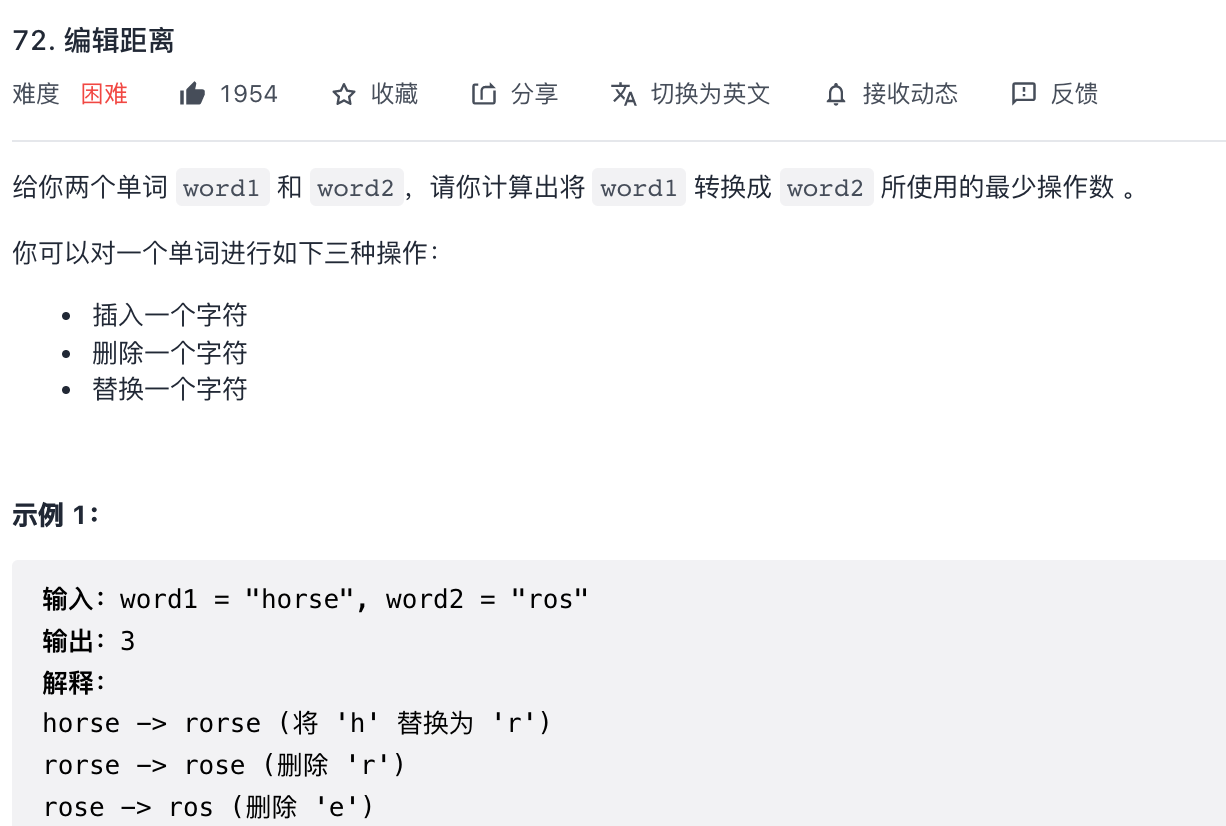 72. 编辑距离
难度 困难 1954 收藏 分享 切换为英文 接收动态 反馈
给你两个单词 word1 和 word2，请你计算出将 word1 转换成 word2 所使用的最少操作数 。
你可以对一个单词进行如下三种操作：
• 插入一个字符
• 删除一个字符
• 替换一个字符
示例 1：
输入：word1 = "horse", word2 = "ros"
输出：3
解释：
horse -> rorse (将 'h' 替换为 'r')
rorse -> rose (删除 'r')
rose -> ros (删除 'e')